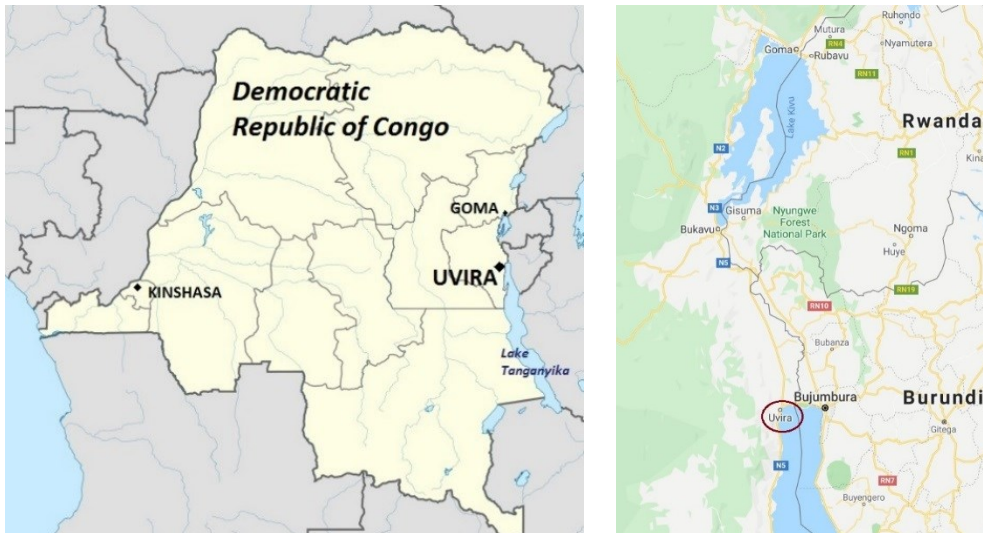 Democratic
Republic of Congo
GOMA
UVIRA
KINSHASA
Lake
Tanganyika
Ruhondo
Mutura
RN4
Nyamutera
Goma
Rubavu
RN11
Lake Kivu
Rwanda
N2
RN1
Kina
N3
Gisuma
Nyungwe
Forest
National Park
Bukavu
Ngoma
Huye
N5
RN19
RN10
Bubanza
Bujumbura
Burundi
Uvira
Gitega
N5
RN7
Buyengero